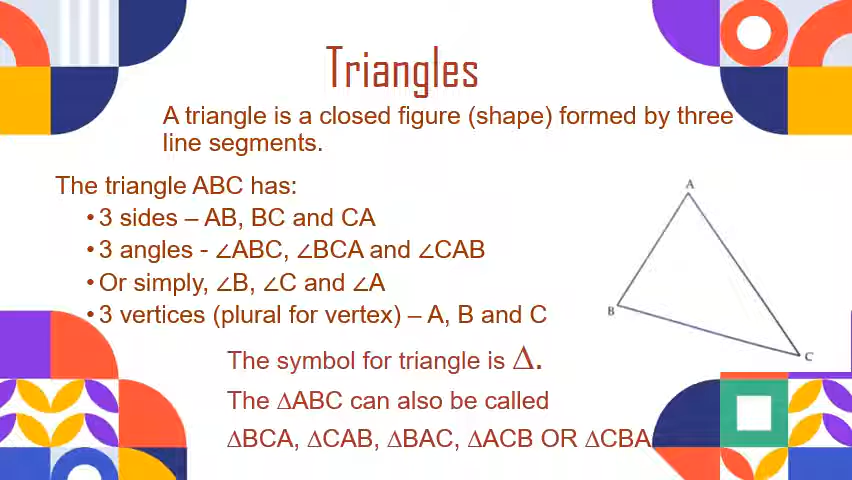 Triangles
A triangle is a closed figure (shape) formed by three
line segments.
The triangle ABC has:
• 3 sides – AB, BC and CA
• 3 angles - ∠ABC, ∠BCA and ∠CAB
• Or simply, ∠B, ∠C and ∠A
• 3 vertices (plural for vertex) – A, B and C
The symbol for triangle is Δ.
The ΔABC can also be called
ΔBCA, ΔCAB, ΔBAC, ΔACB OR ΔCBA
A
B
C